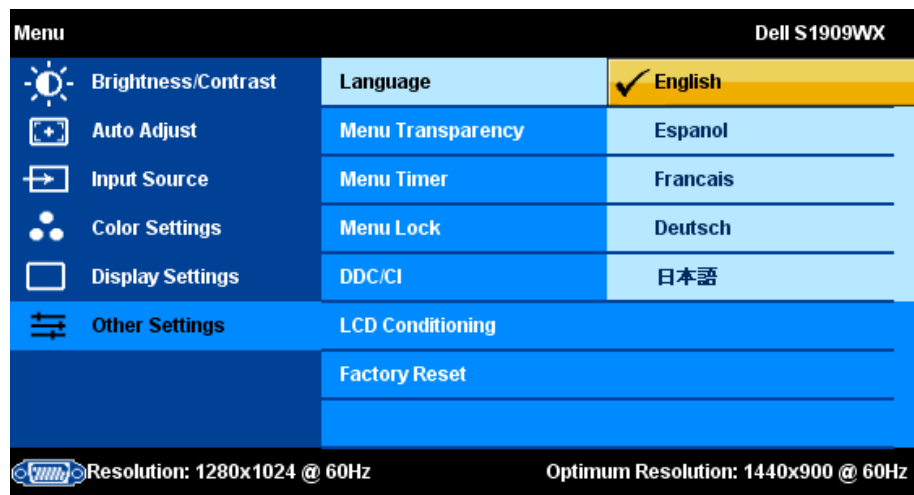 Menu Dell S1909WX
Brightness/Contrast Language English
Auto Adjust Menu Transparency Espanol
Input Source Menu Timer Francais
Color Settings Menu Lock Deutsch
Display Settings DDC/CI 日本語
Other Settings LCD Conditioning
Factory Reset
Resolution: 1280x1024 @ 60Hz Optimum Resolution: 1440x900 @ 60Hz